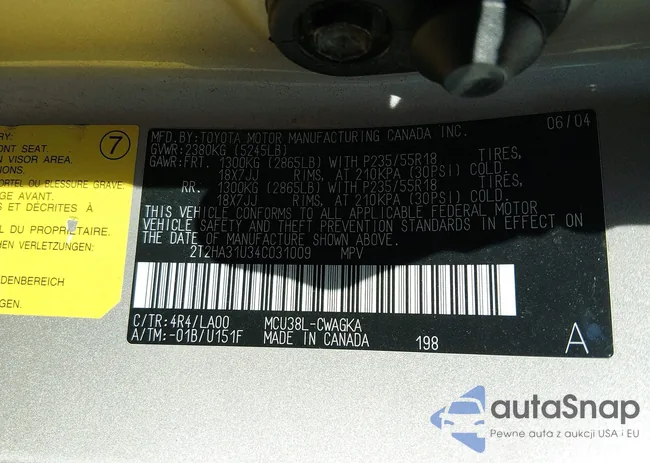 7
RY.
ONT SEAT.
N VISOR AREA.
CATIONS.
ORTEL OU BLESSURE GRAVE.
GE AVANT.
S ET DÉCRITES À
L DU PROPRIÉTAIRE.
EN VERLETZUNGEN:
DENBEREICH
MFD.BY:TOYOTA MOTOR MANUFACTURING CANADA INC. 06/04
GVWR:2380KG (5245LB)
GAWR:FRT. 1300KG (2865LB) WITH P235/55R18 TIRES,
18X7JJ RIMS, AT 210KPA (30PSI) COLD.
RR. 1300KG (2865LB) WITH P235/55R18 TIRES,
18X7JJ RIMS, AT 210KPA (30PSI) COLD.
THIS VEHICLE CONFORMS TO ALL APPLICABLE FEDERAL MOTOR
VEHICLE SAFETY AND THEFT PREVENTION STANDARDS IN EFFECT ON
THE DATE OF MANUFACTURE SHOWN ABOVE.
2T2HA31U34C031009 MPV
C/TR:4R4/LA00 MCU38L-CWAGKA
A/TM:-01B/U151F MADE IN CANADA 198 A
autaSnap
Pewne auta z aukcji USA i EU